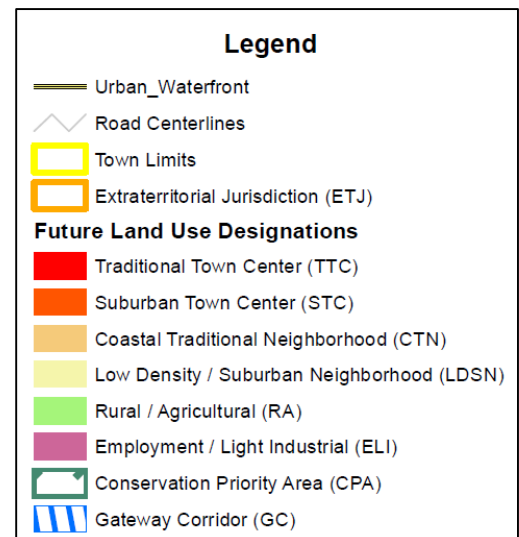 Legend
Urban_Waterfront
Road Centerlines
Town Limits
Extraterritorial Jurisdiction (ETJ)
Future Land Use Designations
Traditional Town Center (TTC)
Suburban Town Center (STC)
Coastal Traditional Neighborhood (CTN)
Low Density / Suburban Neighborhood (LDSN)
Rural / Agricultural (RA)
Employment / Light Industrial (ELI)
Conservation Priority Area (CPA)
Gateway Corridor (GC)